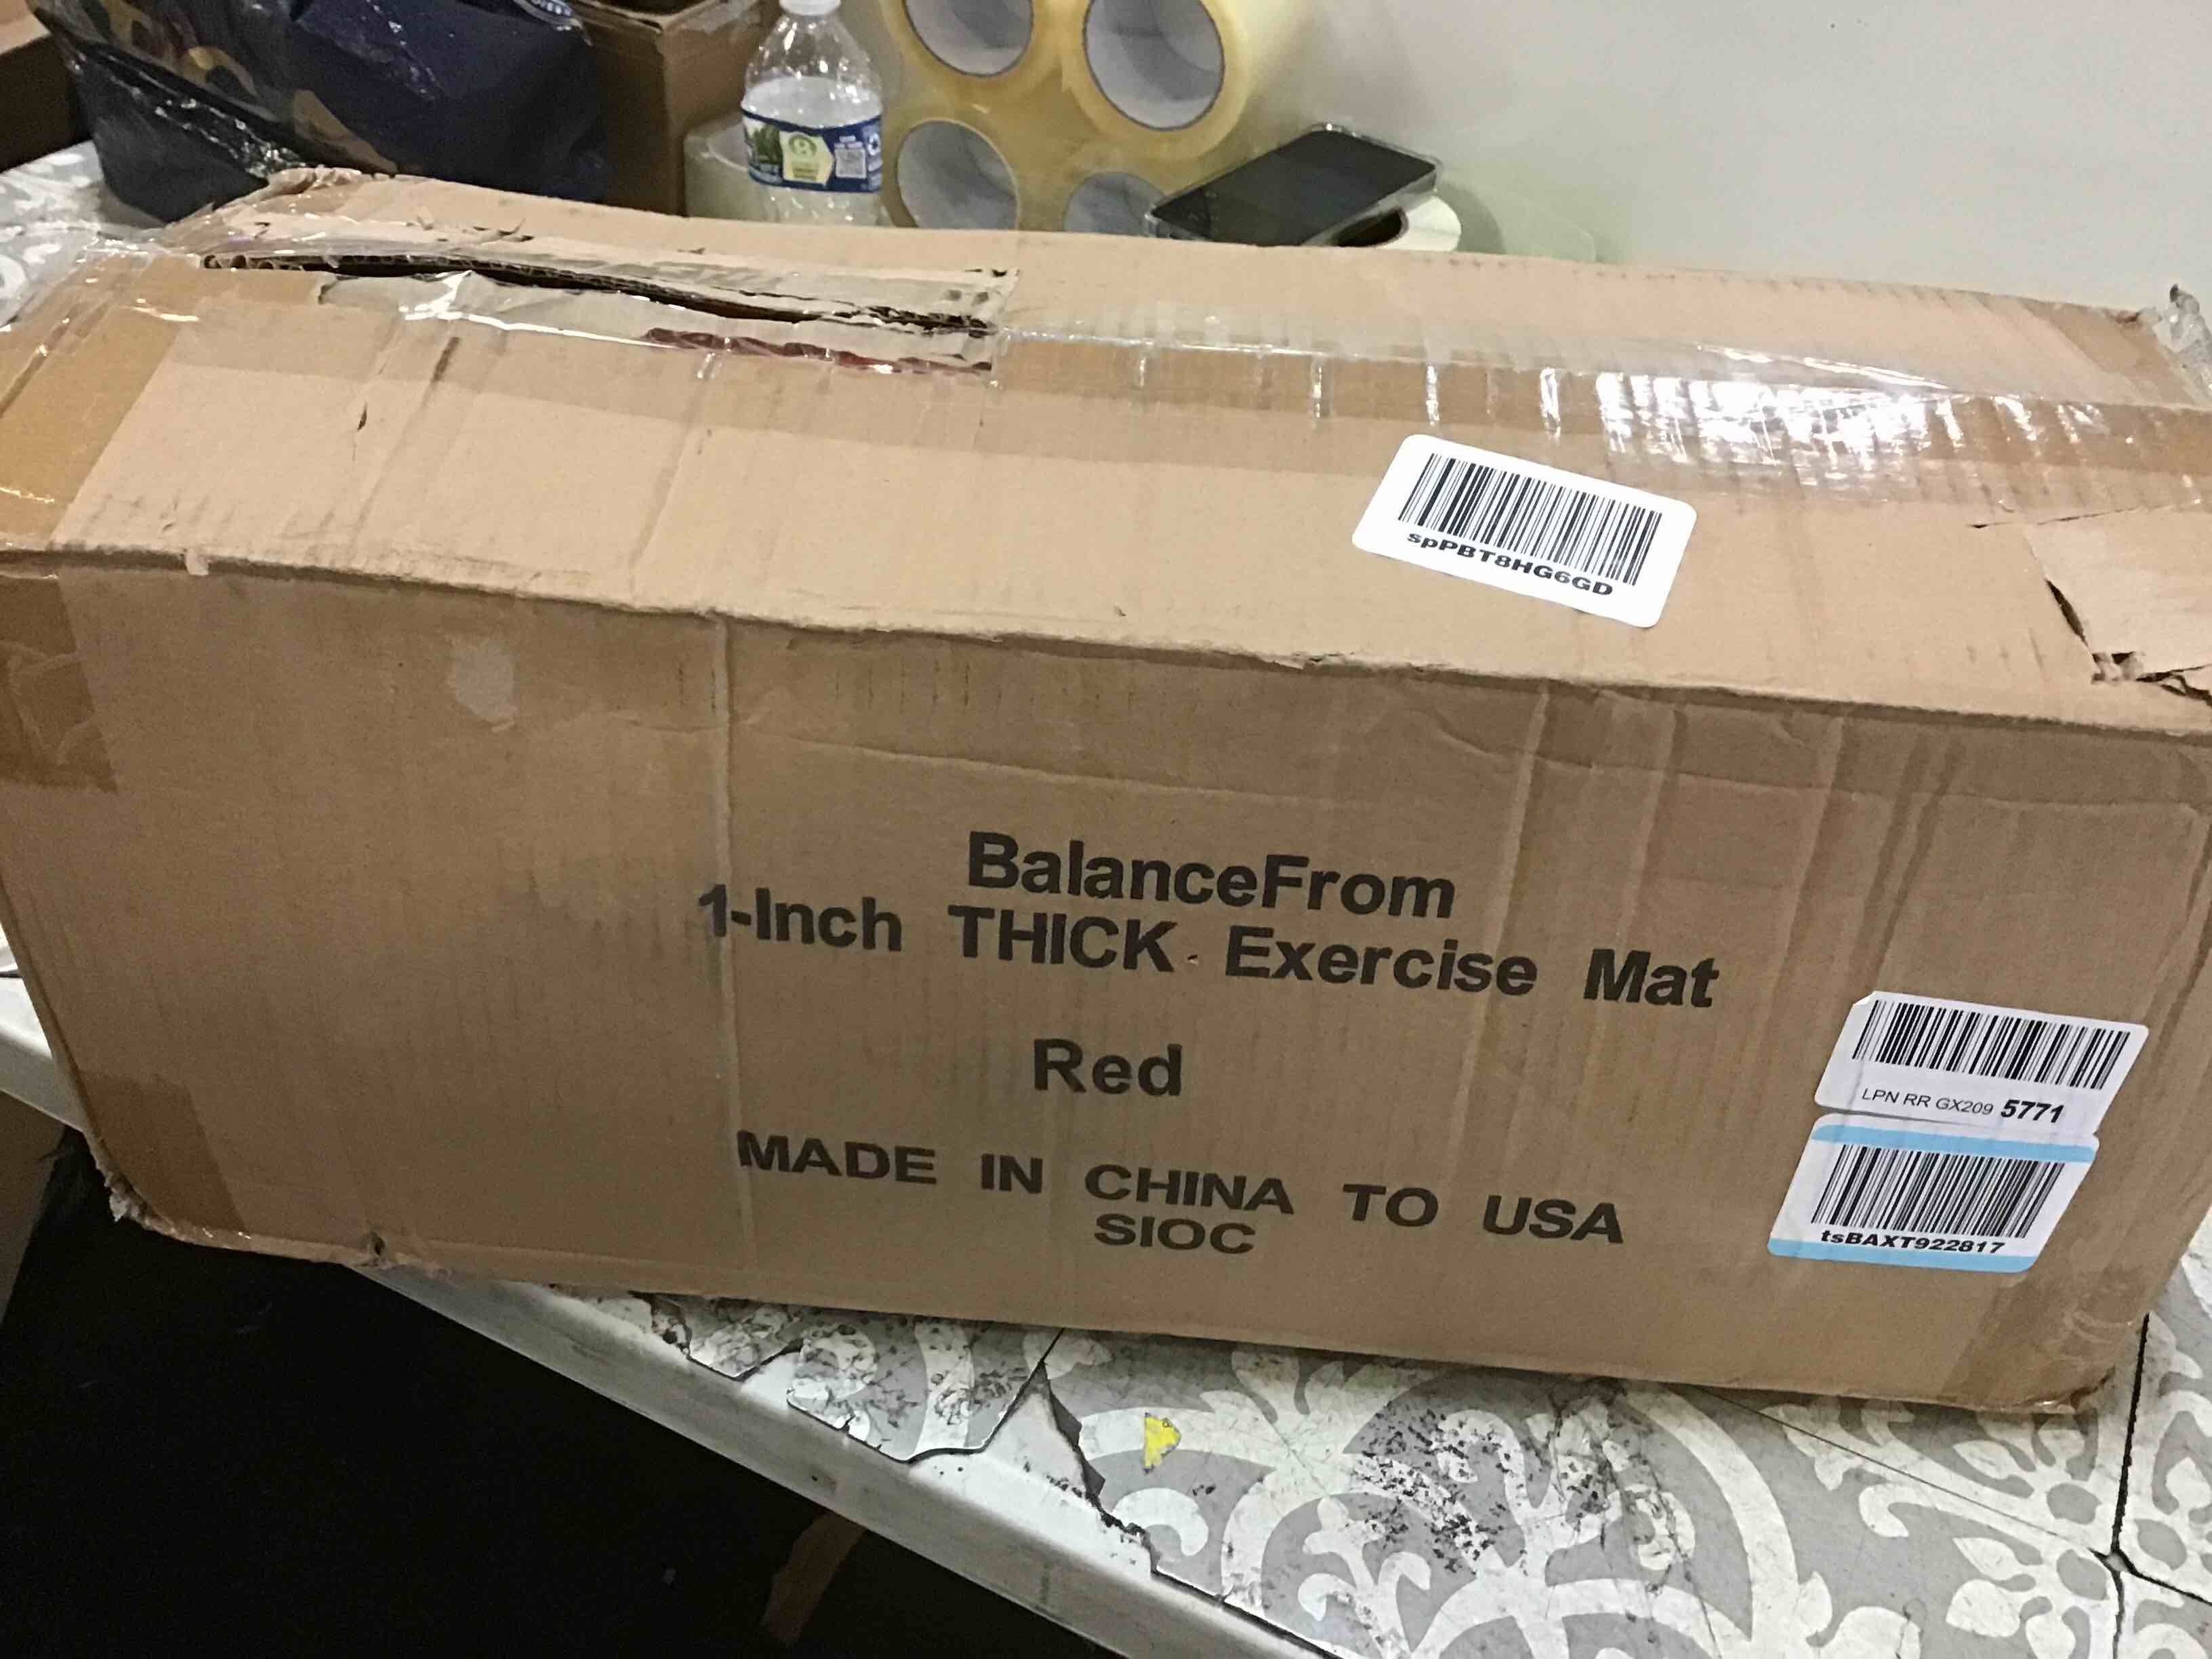 spPBT8HG6GD
BalanceFrom
1-Inch THICK Exercise Mat
Red
MADE IN CHINA TO USA
SIOC
LPN RR GX209 5771
tsBAXT922817